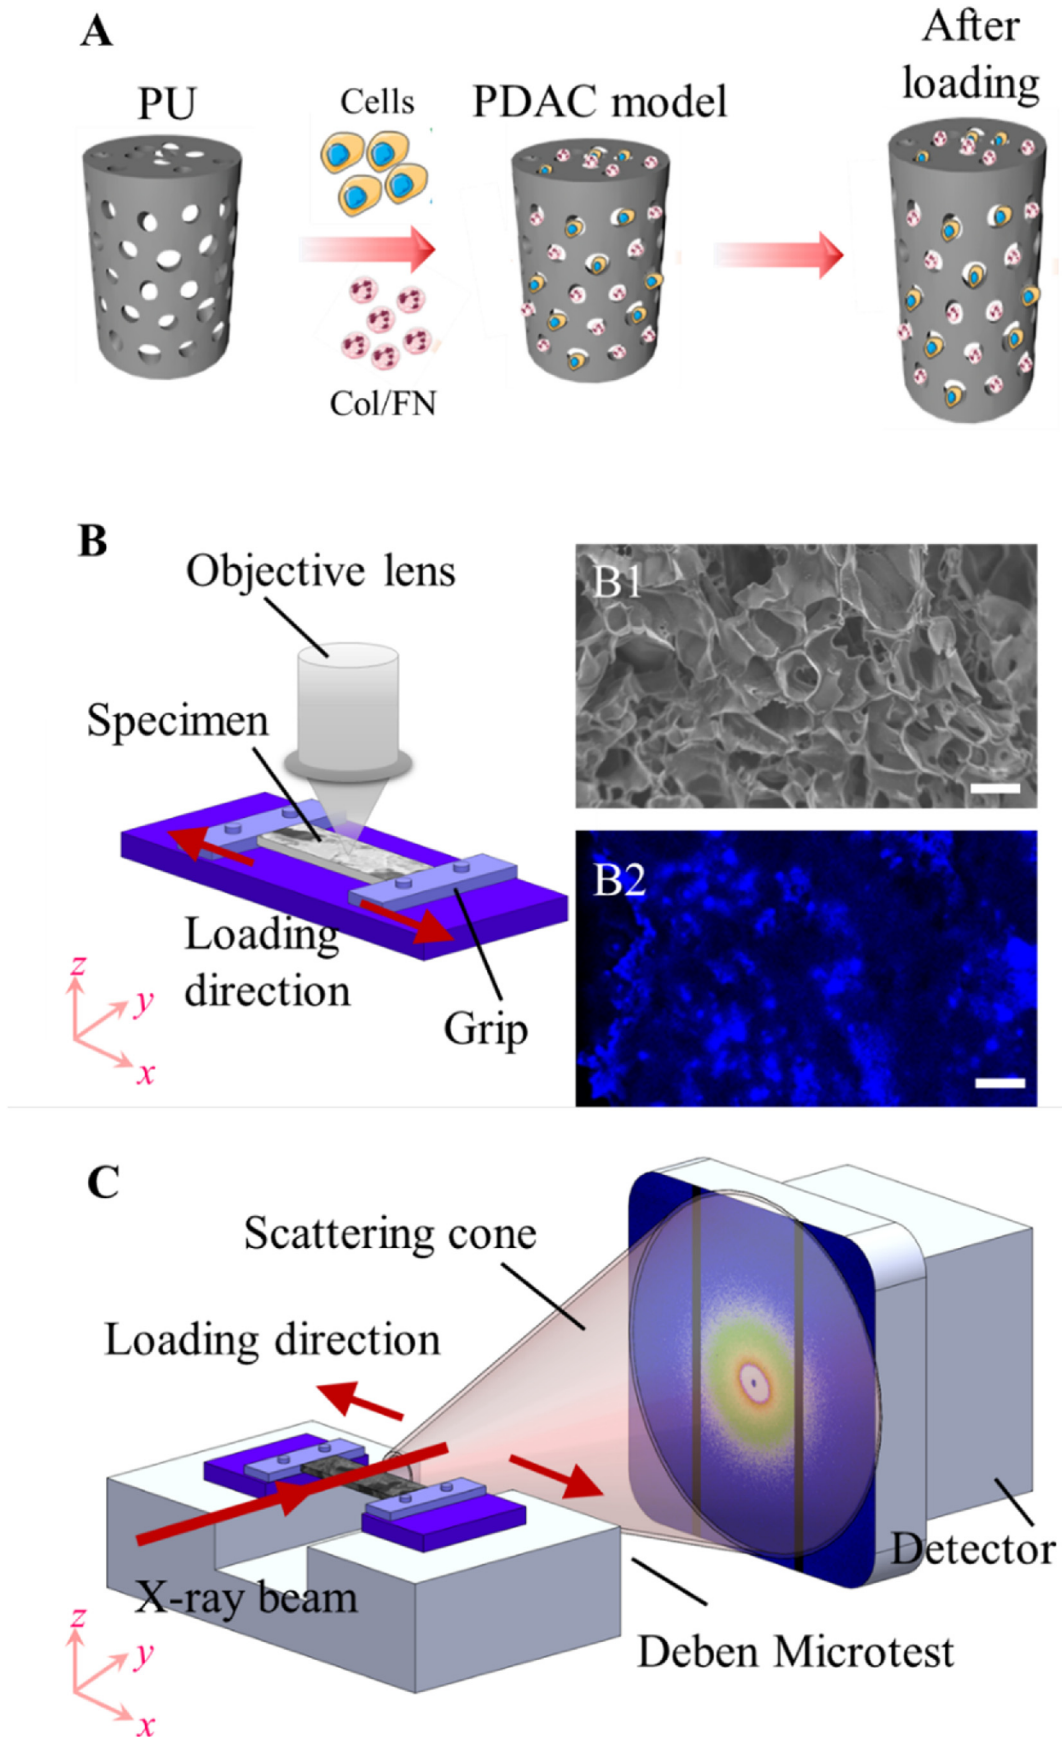 A
PU
Cells
Col/FN
PDAC model
After
loading
B
Objective lens
Specimen
Loading
direction
Grip
z
y
x
B1
B2
C
Scattering cone
Loading direction
X-ray beam
Detector
Deben Microtest
z
y
x